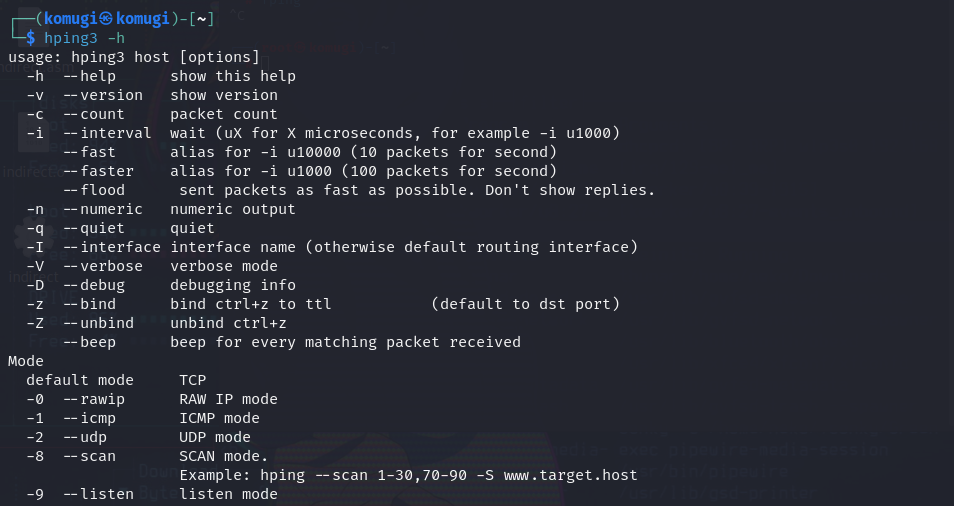 ┌──(komugi㉿komugi)-[~]
└─$ hping3 -h
usage: hping3 host [options]
  -h  --help      show this help
  -v  --version   show version
  -c  --count     packet count
  -i  --interval  wait (uX for X microseconds, for example -i u1000)
      --fast      alias for -i u10000 (10 packets for second)
      --faster    alias for -i u1000 (100 packets for second)
      --flood      sent packets as fast as possible. Don't show replies.
  -n  --numeric   numeric output
  -q  --quiet     quiet
  -I  --interface interface name (otherwise default routing interface)
  -V  --verbose   verbose mode
  -D  --debug     debugging info
  -z  --bind      bind ctrl+z to ttl           (default to dst port)
  -Z  --unbind    unbind ctrl+z
      --beep      beep for every matching packet received
Mode
  default mode     TCP
  -0  --rawip      RAW IP mode
  -1  --icmp       ICMP mode
  -2  --udp        UDP mode
  -8  --scan       SCAN mode.
                   Example: hping --scan 1-30,70-90 -S www.target.host
  -9  --listen     listen mode